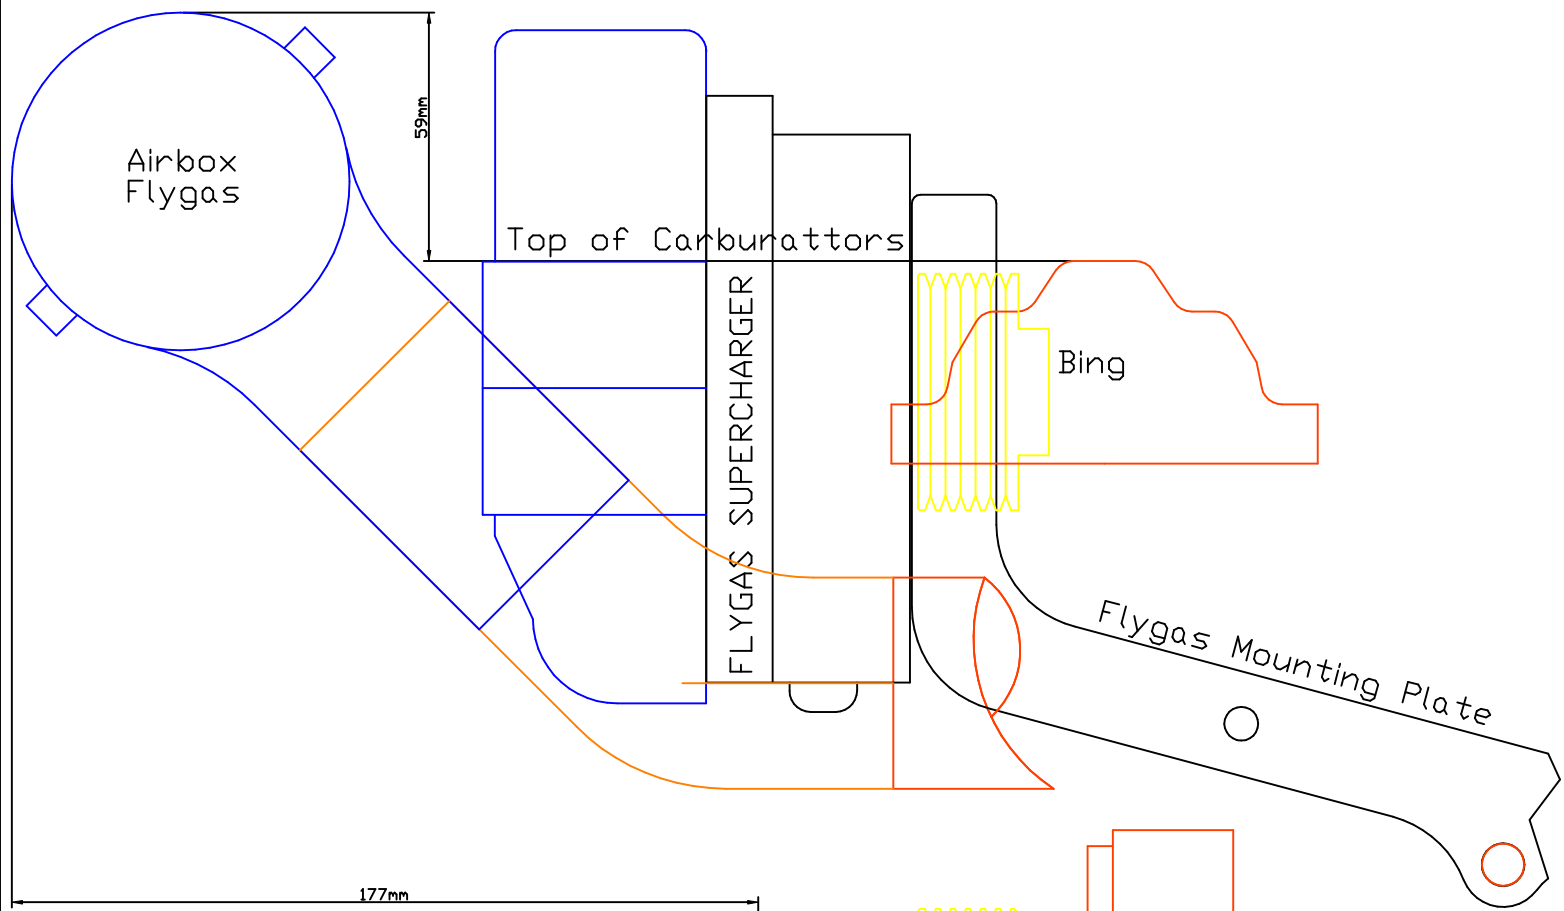 Airbox
Flygas
59mm
Top of Carburattors
FLYGAS SUPERCHARGER
Bing
Flygas Mounting Plate
177mm